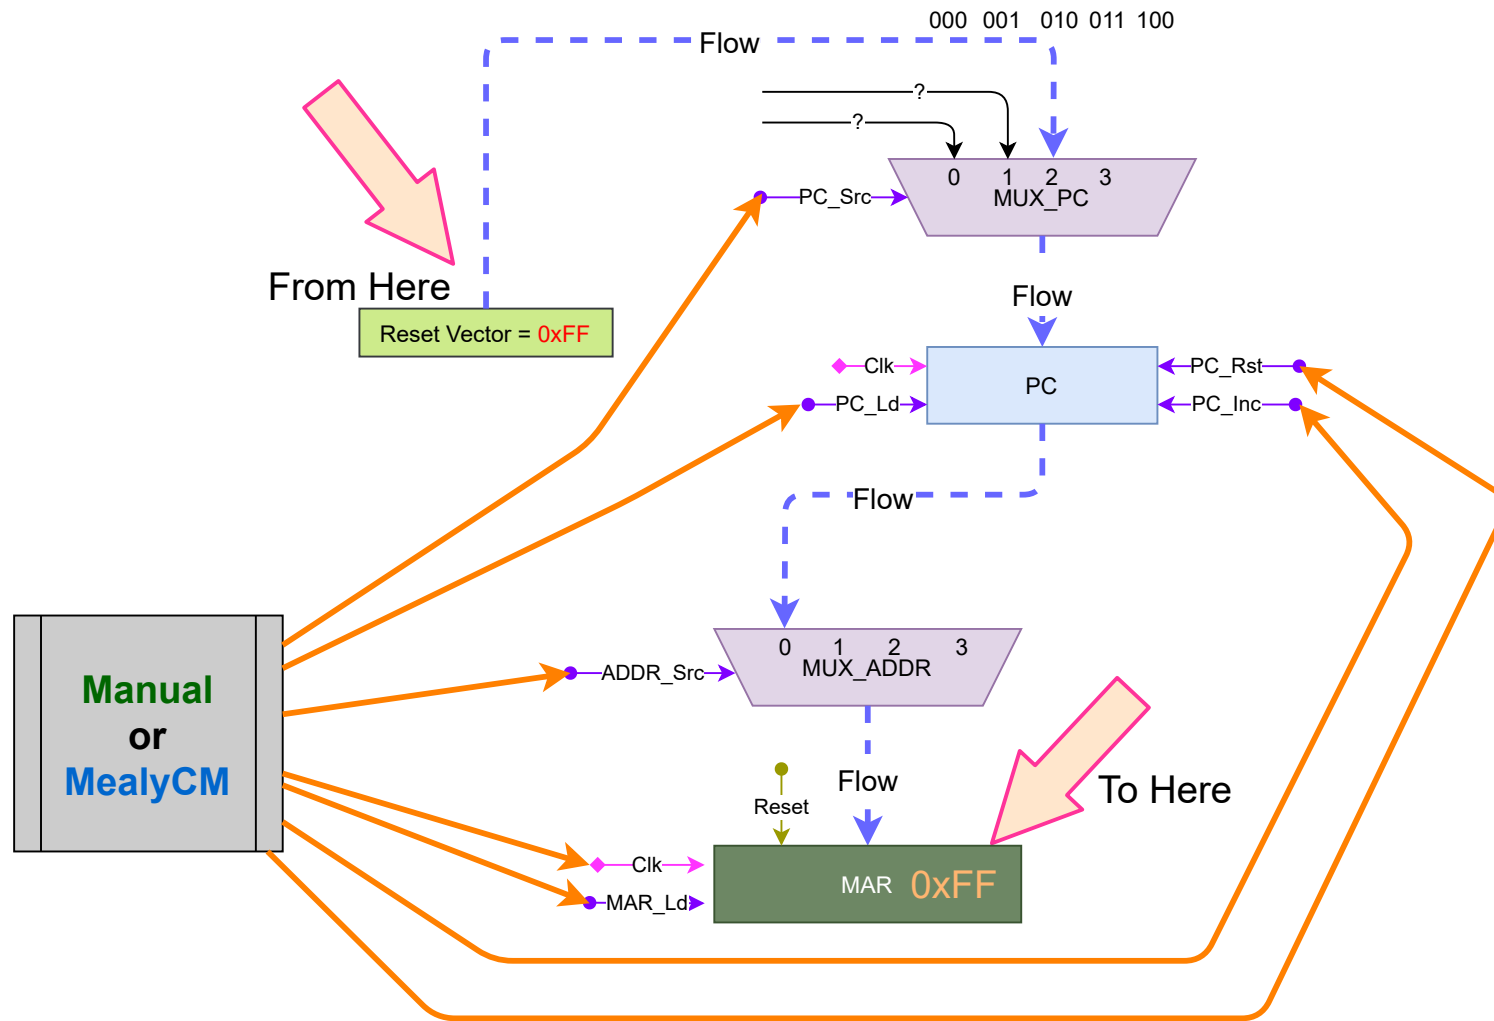 000 001 010 011 100
Flow
?
?
0 1 2 3
PC_Src
MUX_PC
From Here
Flow
Reset Vector = 0xFF
Clk
PC_Rst
PC
PC_Ld
PC_Inc
Flow
0 1 2 3
ADDR_Src
MUX_ADDR
Manual
or
MealyCM
Flow
To Here
Reset
Clk
MAR 0xFF
MAR_Ld